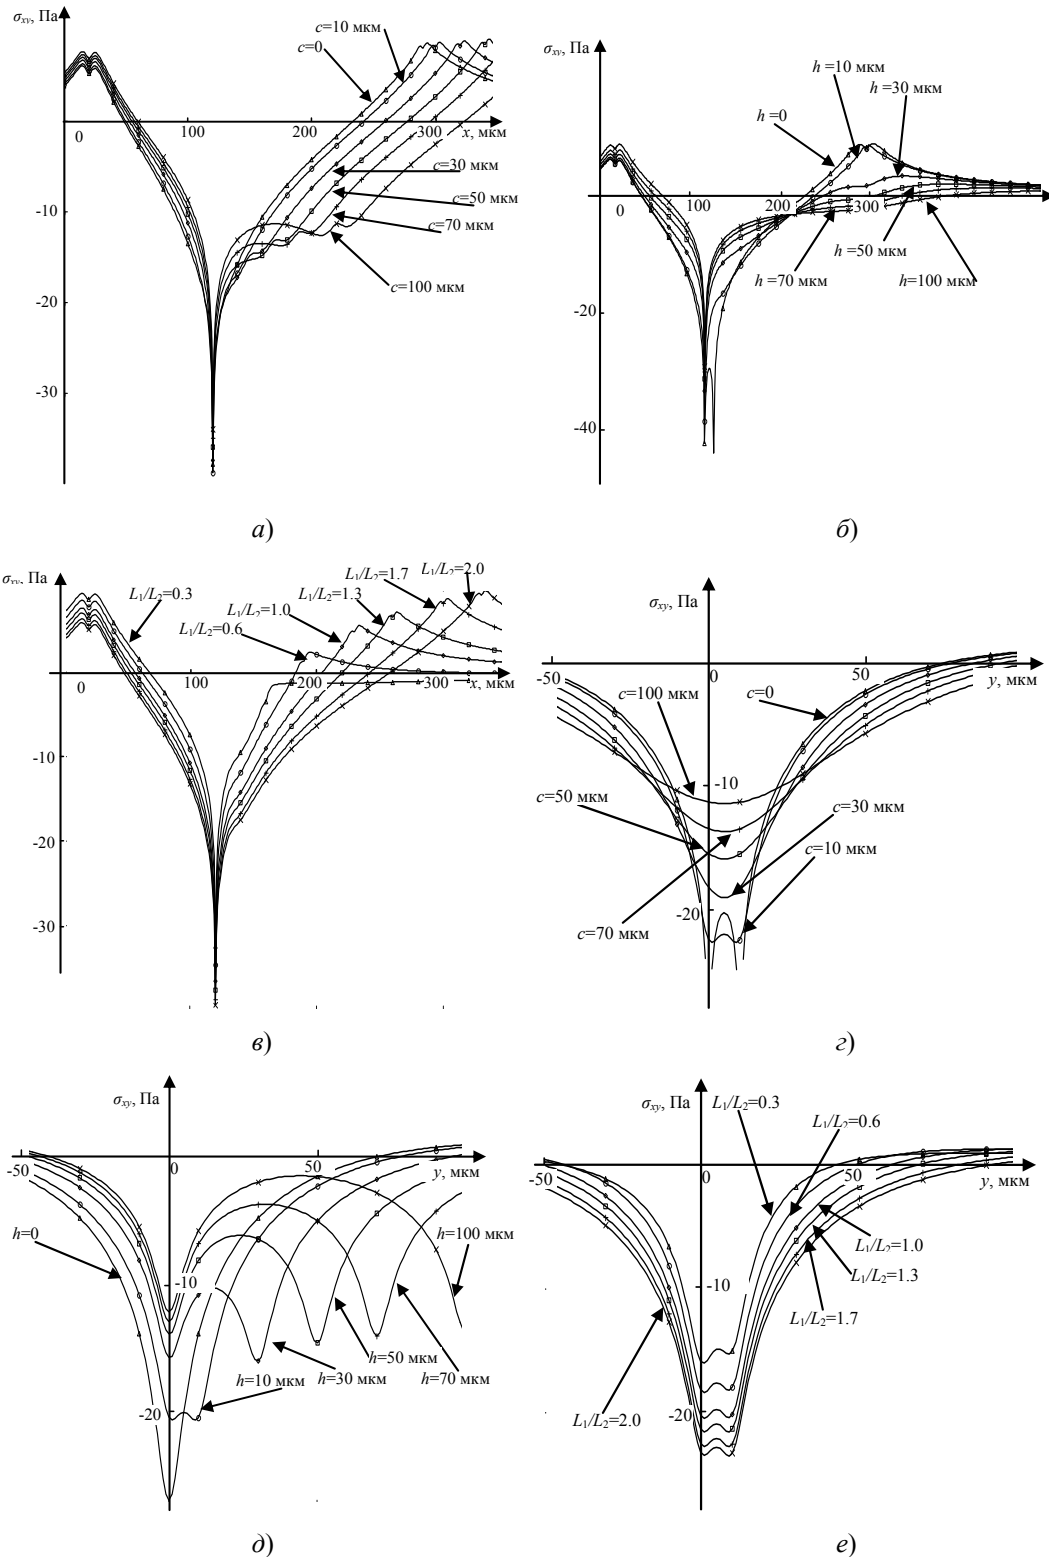 σxy, Па
c=10 мкм
c=0
0
100
200
300
x, мкм
c=30 мкм
-10
c=50 мкм
c=70 мкм
c=100 мкм
-20
-30
а)
σxy, Па
h =10 мкм
h =30 мкм
h =0
0
100
200
300
h =50 мкм
h =70 мкм
h=100 мкм
-20
-40
б)
σxy, Па
L1/L2=0.3
L1/L2=0.6
L1/L2=1.0
L1/L2=1.3
L1/L2=1.7
L1/L2=2.0
0
100
200
300
x, мкм
-10
-20
-30
в)
σxy, Па
-50
50
y, мкм
c=100 мкм
c=0
-10
c=50 мкм
c=30 мкм
c=10 мкм
-20
c=70 мкм
г)
σxy, Па
-50
0
50
y, мкм
h=0
h=100 мкм
-10
h=50 мкм
h=10 мкм
h=30 мкм
h=70 мкм
-20
д)
σxy, Па
L1/L2=0.3
L1/L2=0.6
-50
0
50
y, мкм
L1/L2=1.0
L1/L2=1.3
-10
L1/L2=1.7
L1/L2=2.0
-20
е)